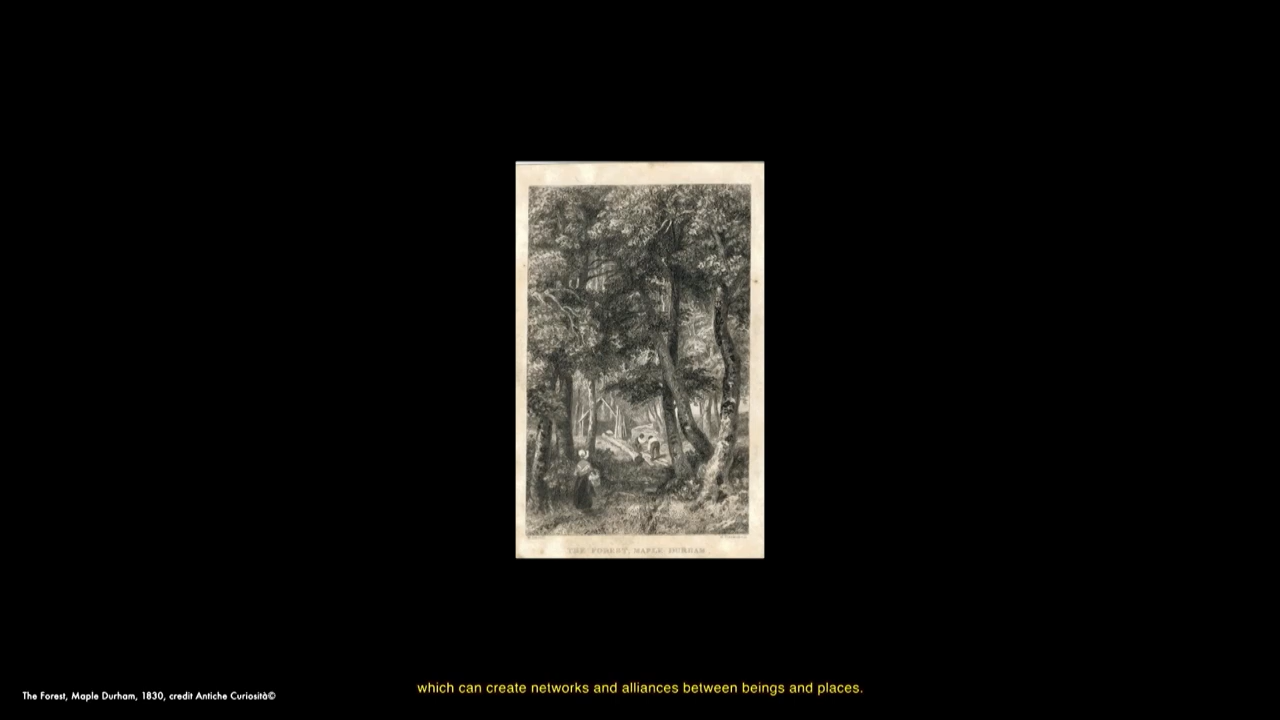 THE FOREST, MAPLE DURHAM
which can create networks and alliances between beings and places.
The Forest, Maple Durham, 1830, credit Antiche Curiosità©